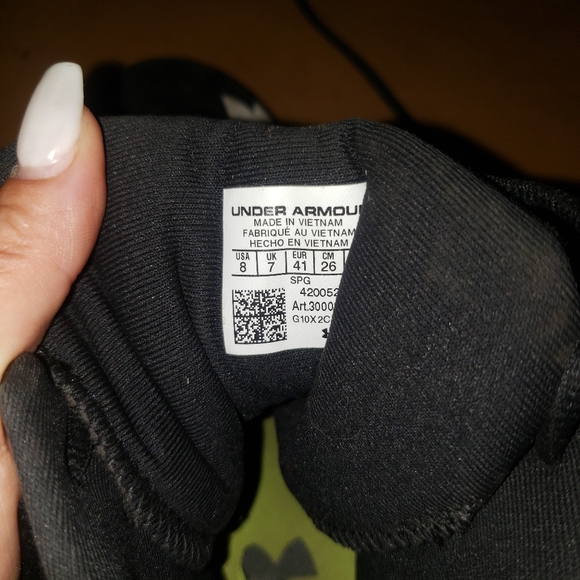 UNDER ARMOU
MADE IN VIETNAM
FABRIQUÉ AU VIETNAM
HECHO EN VIETNAM
USA UK EUR CM
8 7 41 26
SPG
420052
Art.3000
G10X2C